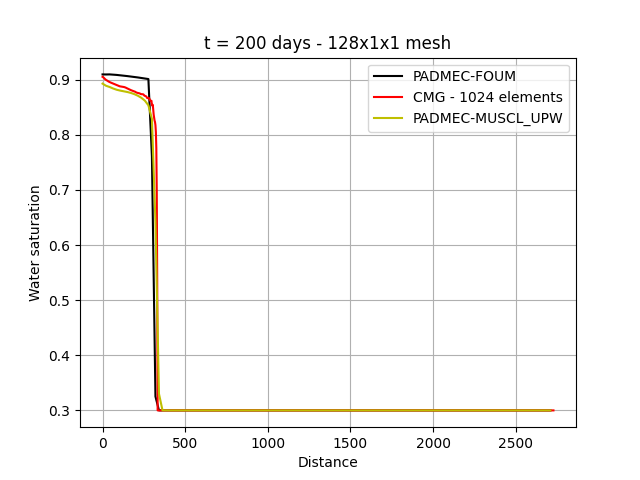 t = 200 days - 128x1x1 mesh
PADMEC-FOUM
CMG - 1024 elements
PADMEC-MUSCL_UPW
Water saturation
0.9
0.8
0.7
0.6
0.5
0.4
0.3
0 500 1000 1500 2000 2500
Distance